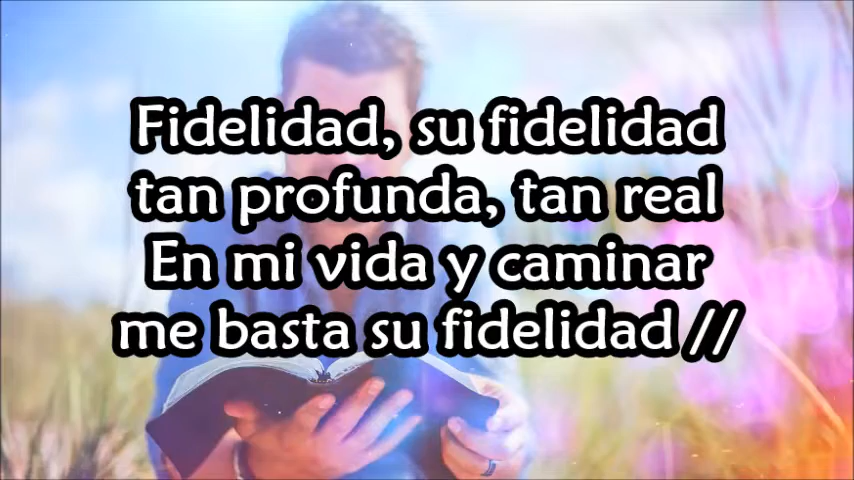 Fidelidad, su fidelidad
tan profunda, tan real
En mi vida y caminar
me basta su fidelidad //